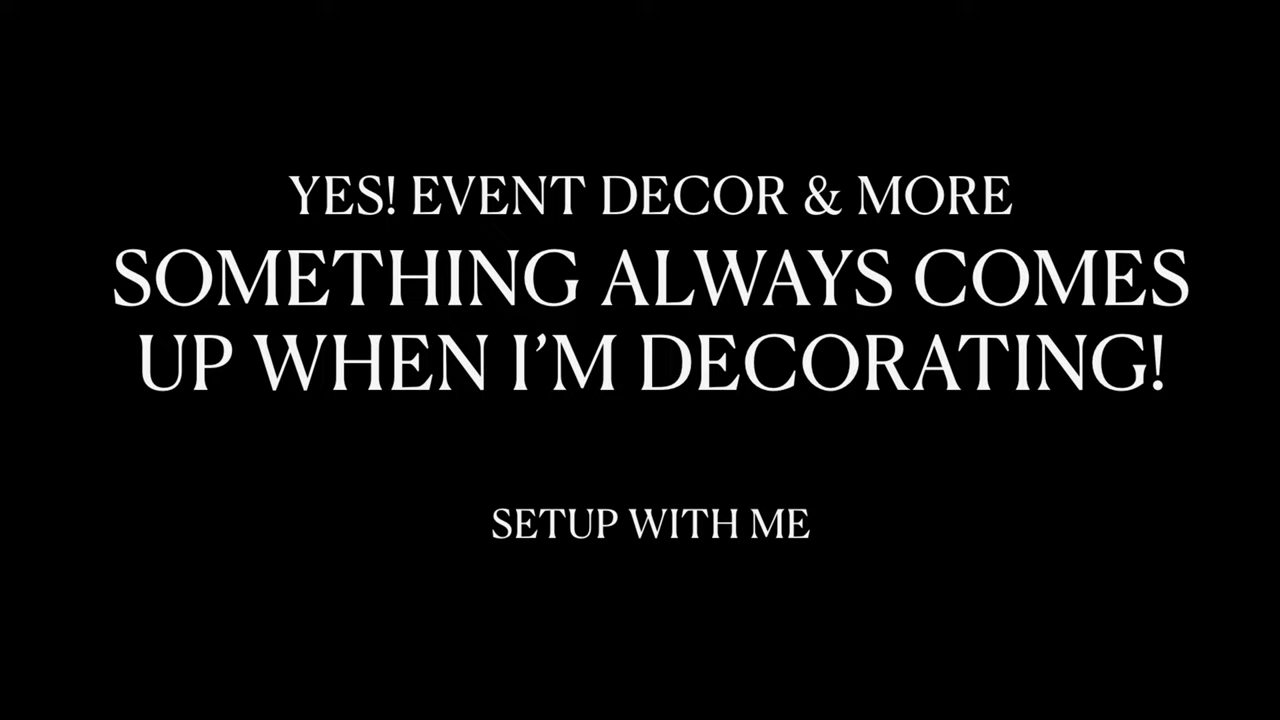 YES! EVENT DECOR & MORE
SOMETHING ALWAYS COMES
UP WHEN I’M DECORATING!
SETUP WITH ME